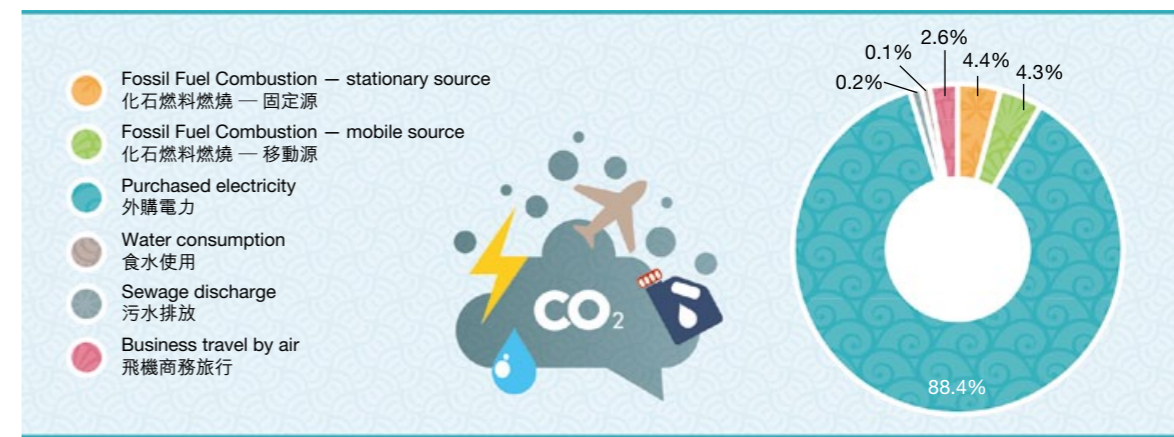 Fossil Fuel Combustion — stationary source
化石燃料燃燒 — 固定源
Fossil Fuel Combustion — mobile source
化石燃料燃燒 — 移動源
Purchased electricity
外購電力
Water consumption
食水使用
Sewage discharge
污水排放
Business travel by air
飛機商務旅行
CO2
0.2%
0.1%
2.6%
4.4%
4.3%
88.4%